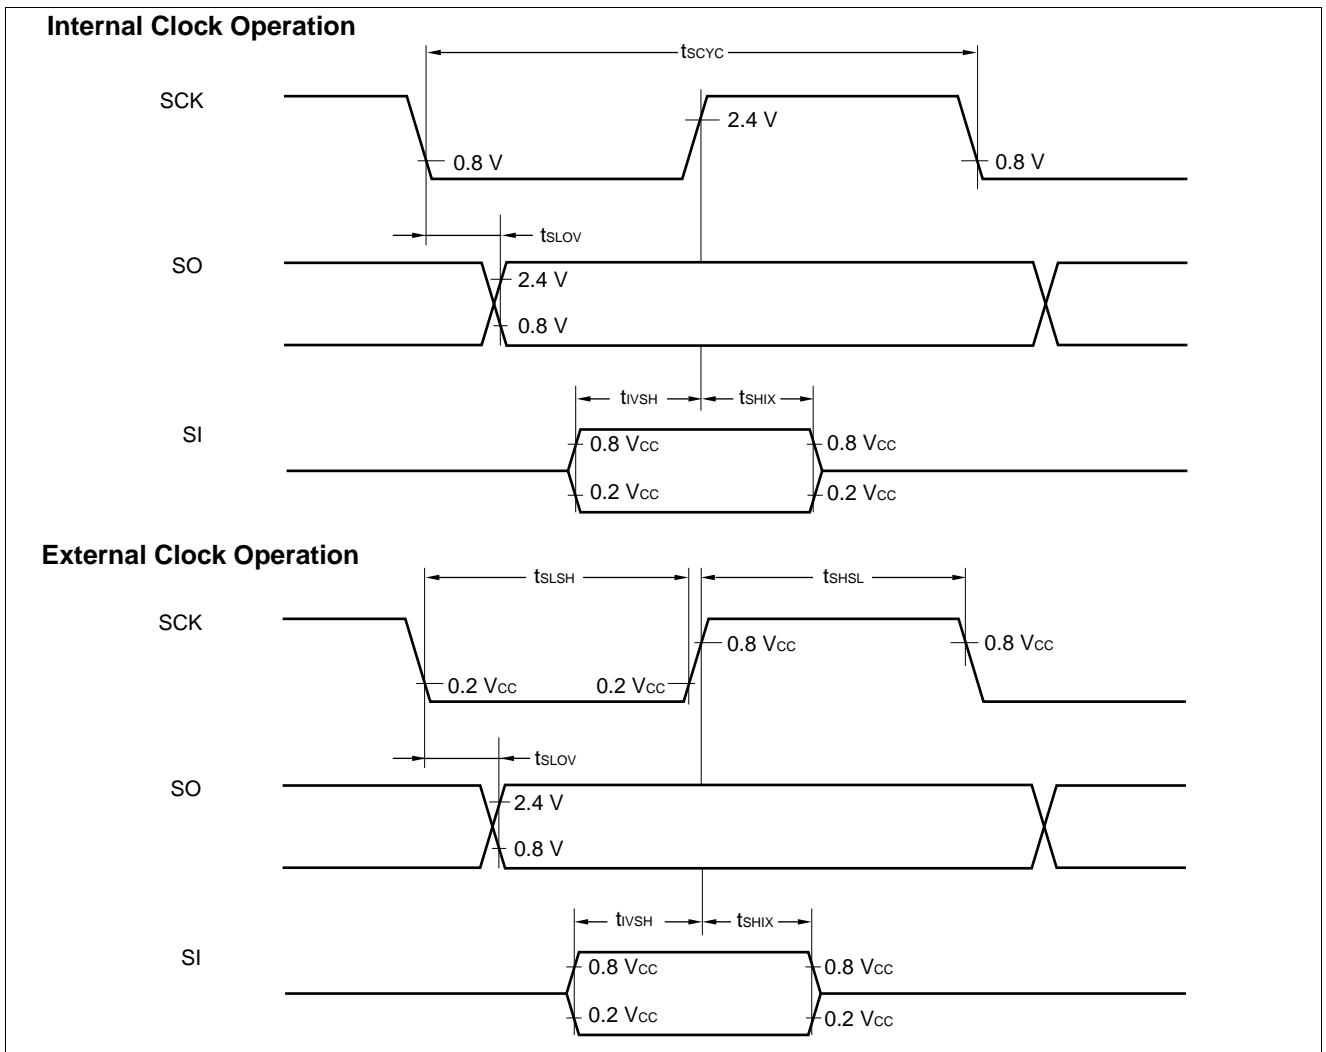 Internal Clock Operation
tSCYC
SCK
2.4 V
0.8 V
0.8 V
tSLOV
SO
2.4 V
0.8 V
tIVSH
tSHIX
SI
0.8 VCC
0.8 VCC
0.2 VCC
0.2 VCC
External Clock Operation
tSLSH
tSHSL
SCK
0.8 VCC
0.8 VCC
0.2 VCC
0.2 VCC
tSLOV
SO
2.4 V
0.8 V
tIVSH
tSHIX
SI
0.8 VCC
0.8 VCC
0.2 VCC
0.2 VCC